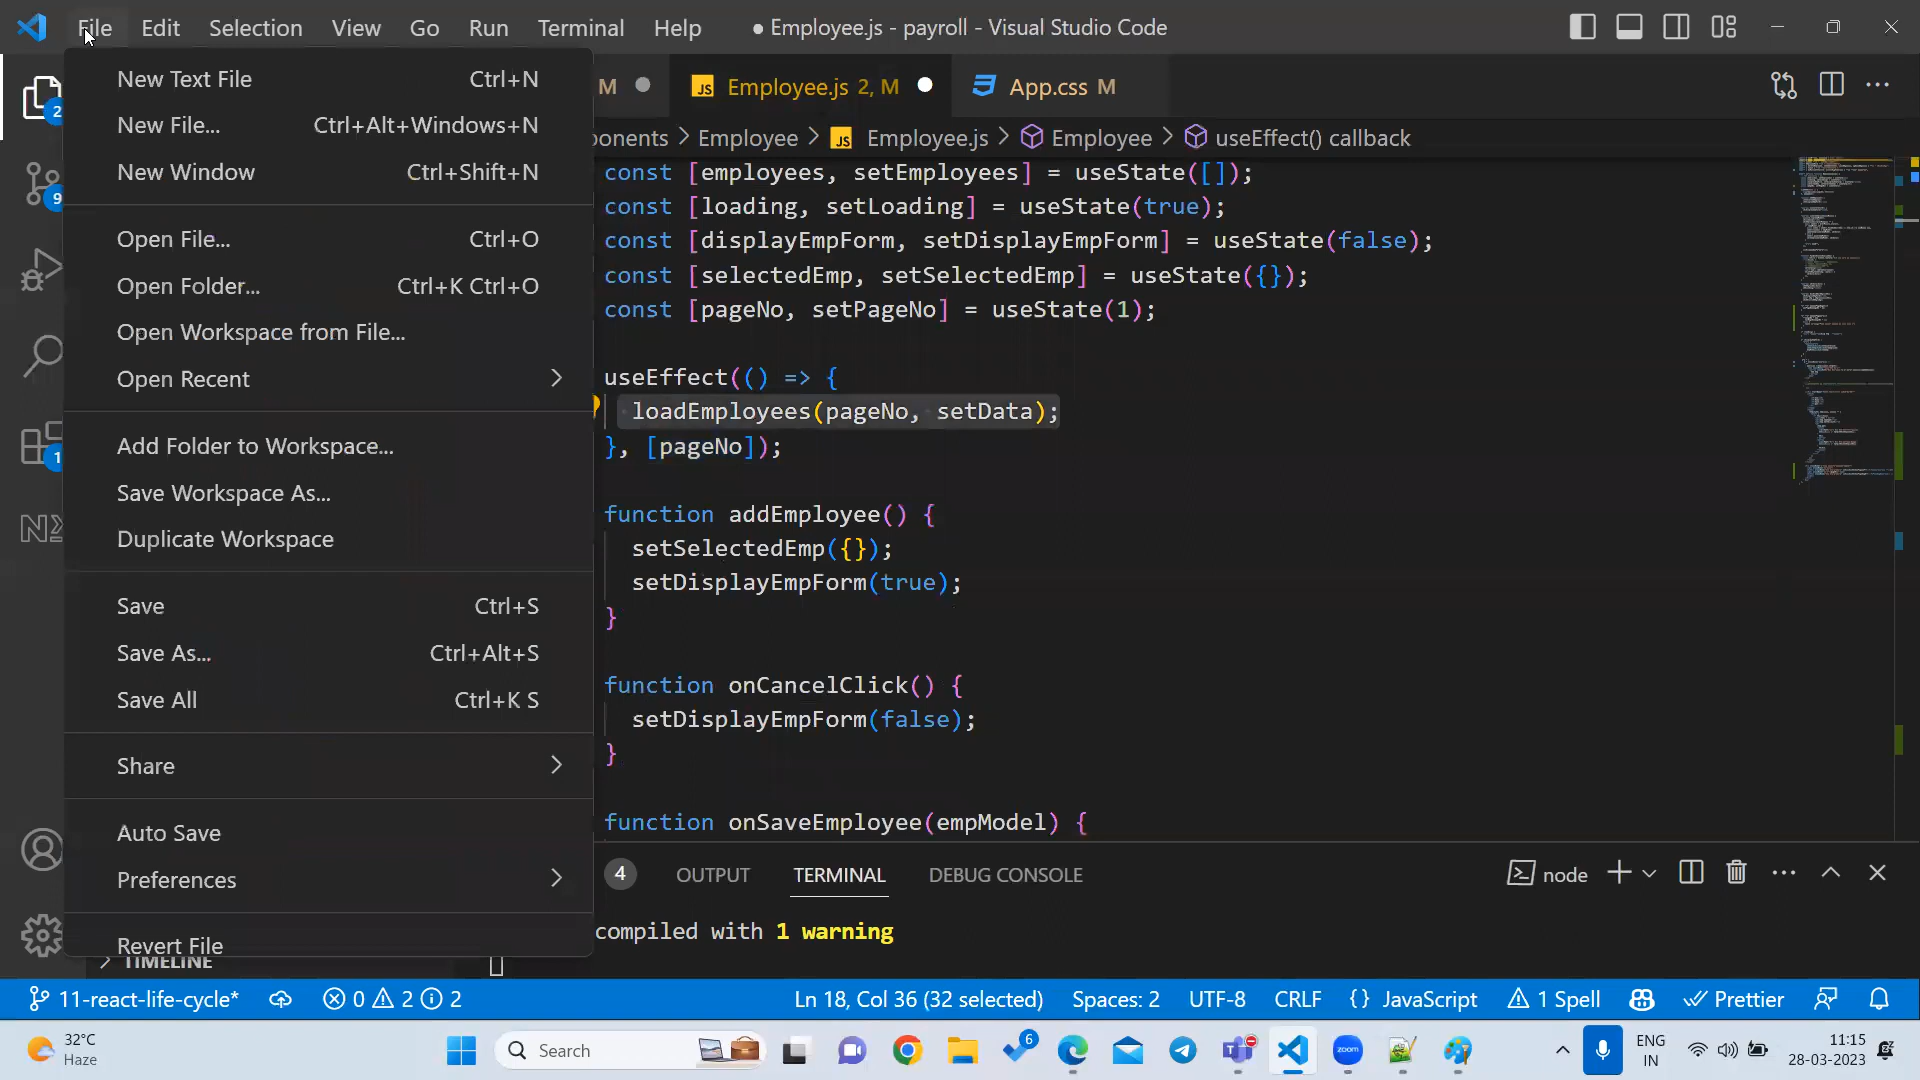 File Edit Selection View Go Run Terminal Help ● Employee.js - payroll - Visual Studio Code
New Text File Ctrl+N
New File... Ctrl+Alt+Windows+N
New Window Ctrl+Shift+N
Open File... Ctrl+O
Open Folder... Ctrl+K Ctrl+O
Open Workspace from File...
Open Recent
Add Folder to Workspace...
Save Workspace As...
Duplicate Workspace
Save Ctrl+S
Save As... Ctrl+Alt+S
Save All Ctrl+K S
Share
Auto Save
Preferences
Revert File
TIMELINE
2
9
1
M JS Employee.js 2, M App.css M
ponents > Employee > JS Employee.js > Employee > useEffect() callback
const [employees, setEmployees] = useState([]);
const [loading, setLoading] = useState(true);
const [displayEmpForm, setDisplayEmpForm] = useState(false);
const [selectedEmp, setSelectedEmp] = useState({});
const [pageNo, setPageNo] = useState(1);
useEffect(() => {
loadEmployees(pageNo, setData);
}, [pageNo]);
function addEmployee() {
setSelectedEmp({});
setDisplayEmpForm(true);
}
function onCancelClick() {
setDisplayEmpForm(false);
}
function onSaveEmployee(empModel) {
4 OUTPUT TERMINAL DEBUG CONSOLE node
compiled with 1 warning
11-react-life-cycle* 0 2 2 Ln 18, Col 36 (32 selected) Spaces: 2 UTF-8 CRLF {} JavaScript 1 Spell Prettier
32°C
Haze
Search
6
zoom
ENG
IN
11:15
28-03-2023